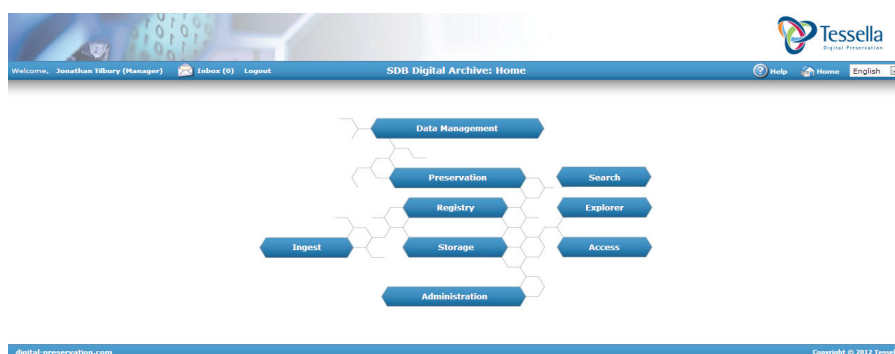 Tessella
Digital Preservation
Welcome, Jonathan Tilbury (Manager) Inbox (0) Logout SDB Digital Archive: Home Help Home English
Data Management
Preservation Search
Registry Explorer
Ingest Storage Access
Administration
digital-preservation.com Copyright © 2012 Tesse